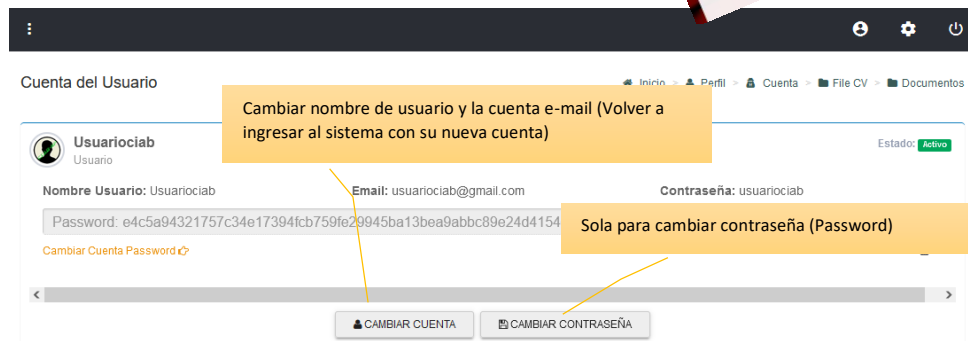 Cuenta del Usuario
Inicio > Perfil > Cuenta > File CV > Documentos
Cambiar nombre de usuario y la cuenta e-mail (Volver a
ingresar al sistema con su nueva cuenta)
Usuariociab
Usuario
Estado: Activo
Nombre Usuario: Usuariociab Email: usuariociab@gmail.com Contraseña: usuariociab
Password: e4c5a94321757c34e17394fcb759fe29945ba13bea9abbc89e24d4154
Sola para cambiar contraseña (Password)
Cambiar Cuenta Password
CAMBIAR CUENTA CAMBIAR CONTRASEÑA